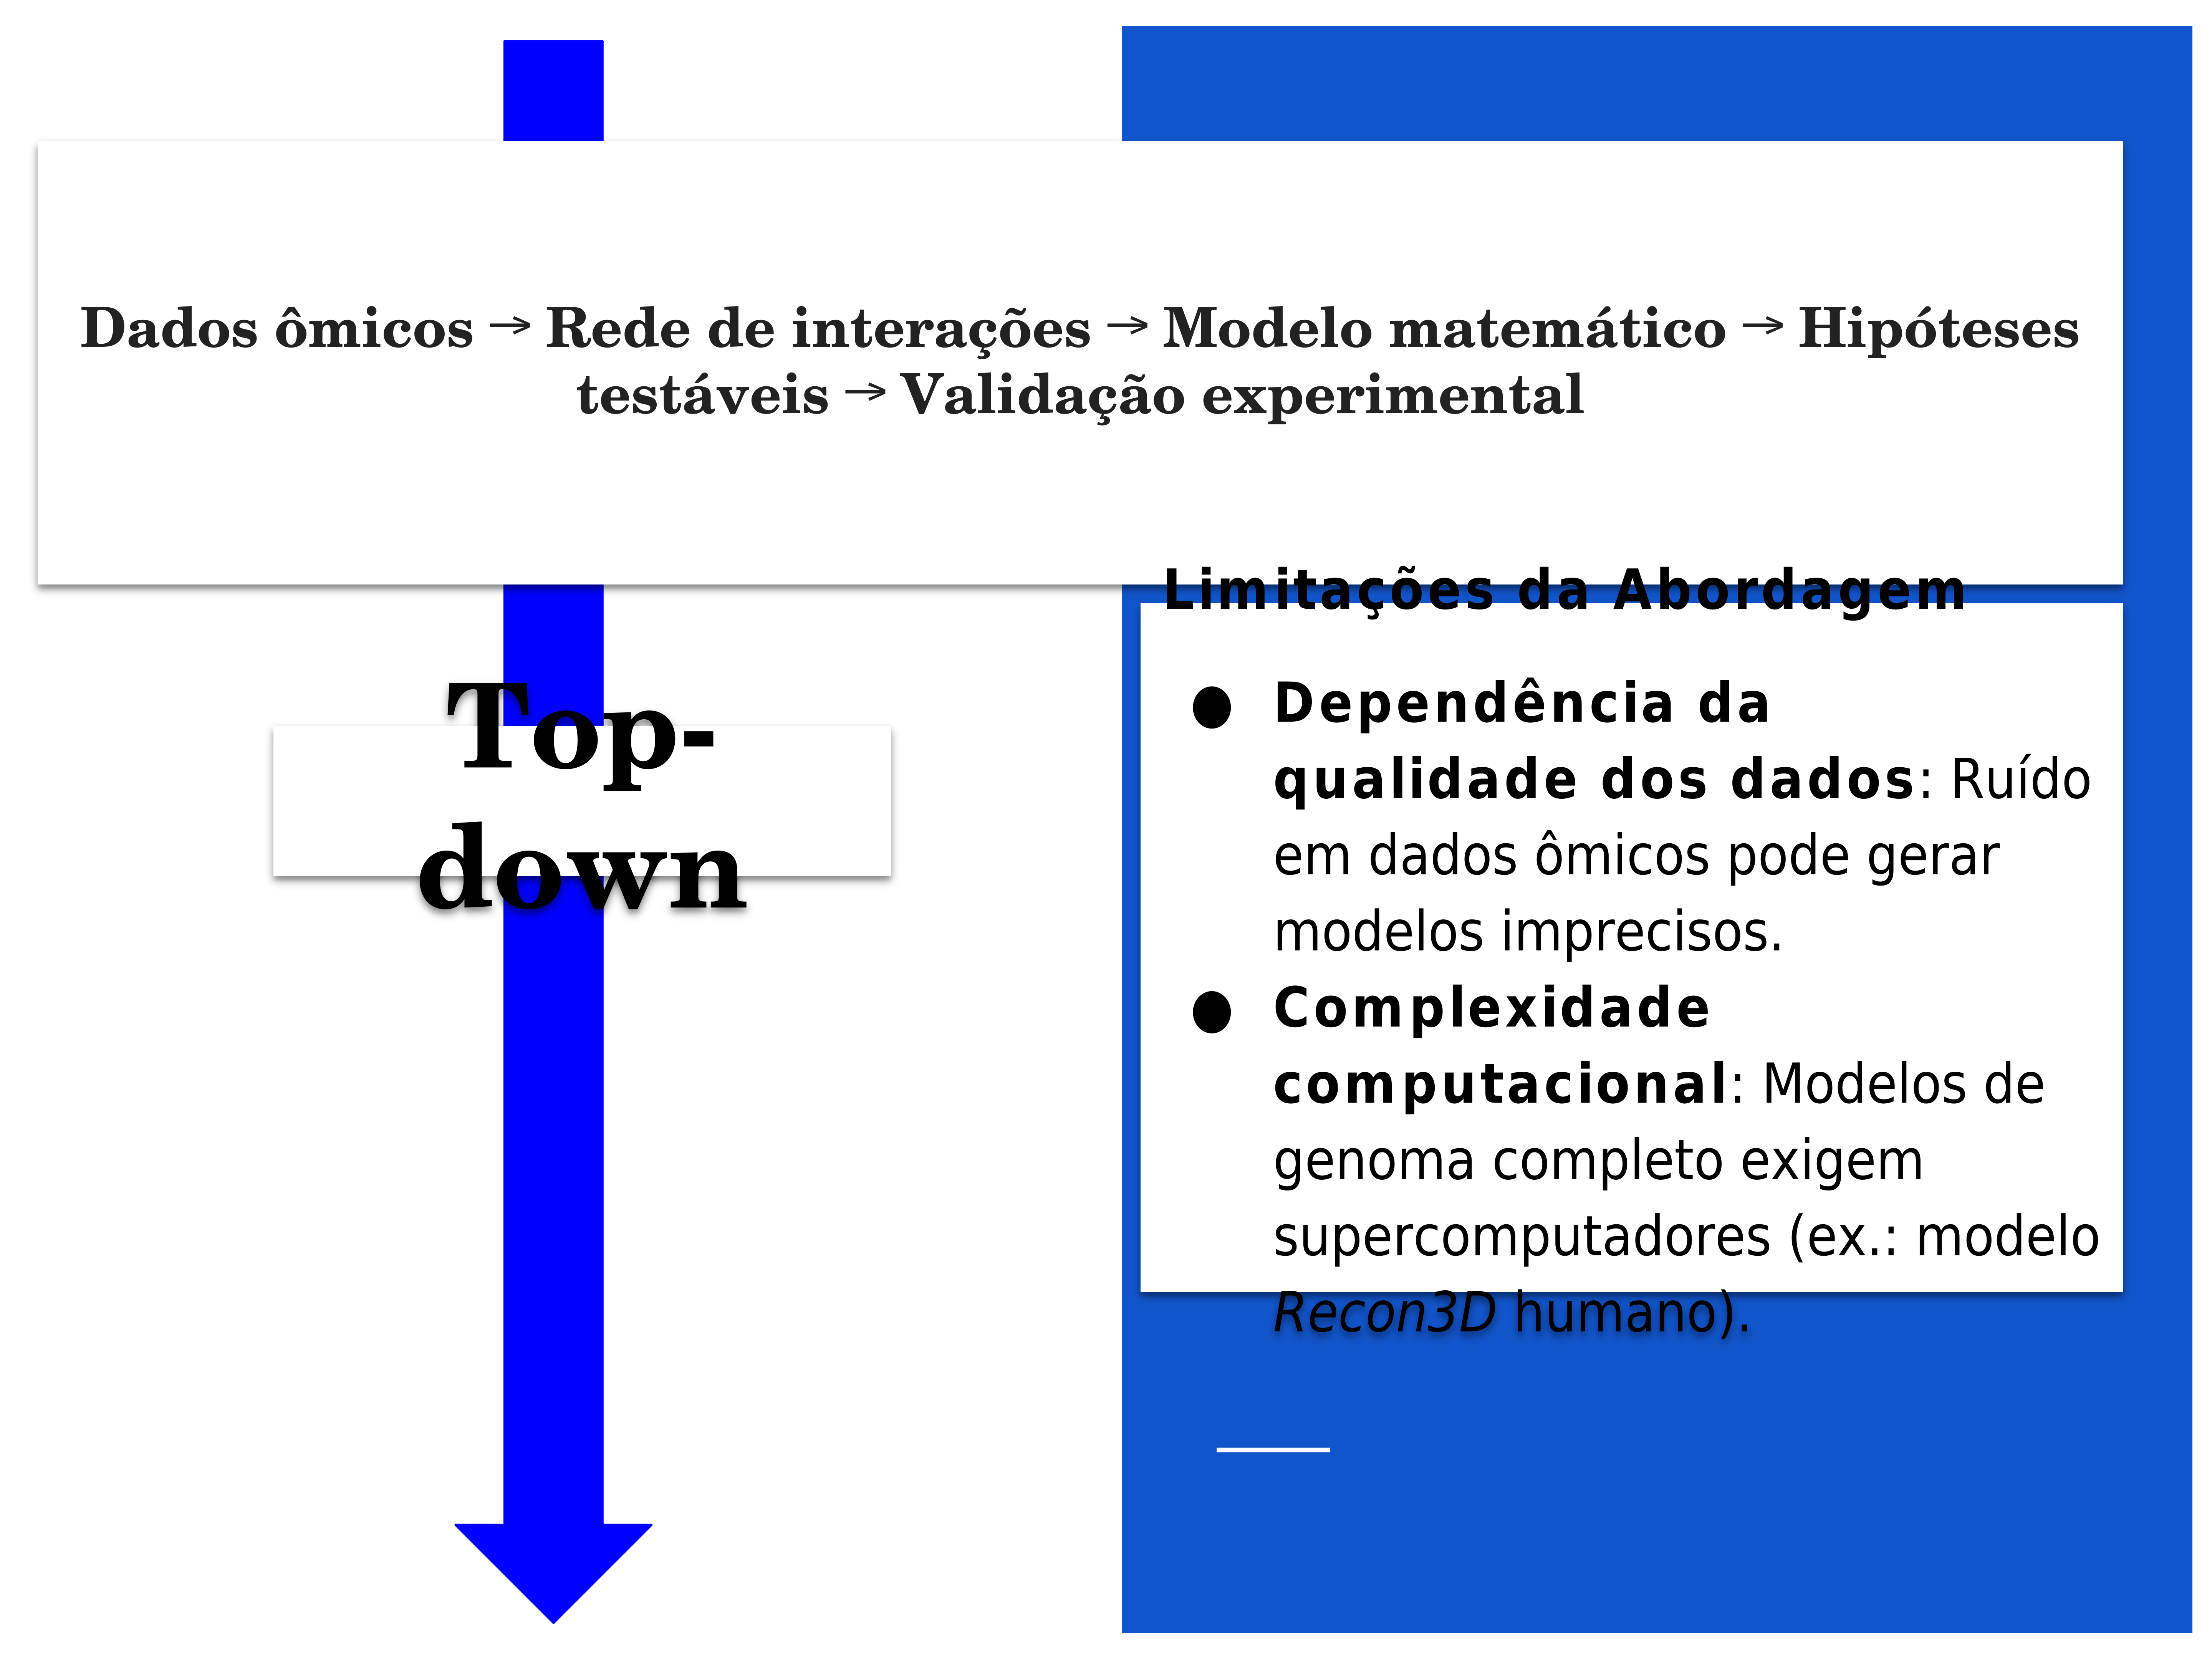 Dados ômicos → Rede de interações → Modelo matemático → Hipóteses
testáveis → Validação experimental
Top-
down
Limitações da Abordagem
● Dependência da
qualidade dos dados: Ruído
em dados ômicos pode gerar
modelos imprecisos.
● Complexidade
computacional: Modelos de
genoma completo exigem
supercomputadores (ex.: modelo
Recon3D humano).